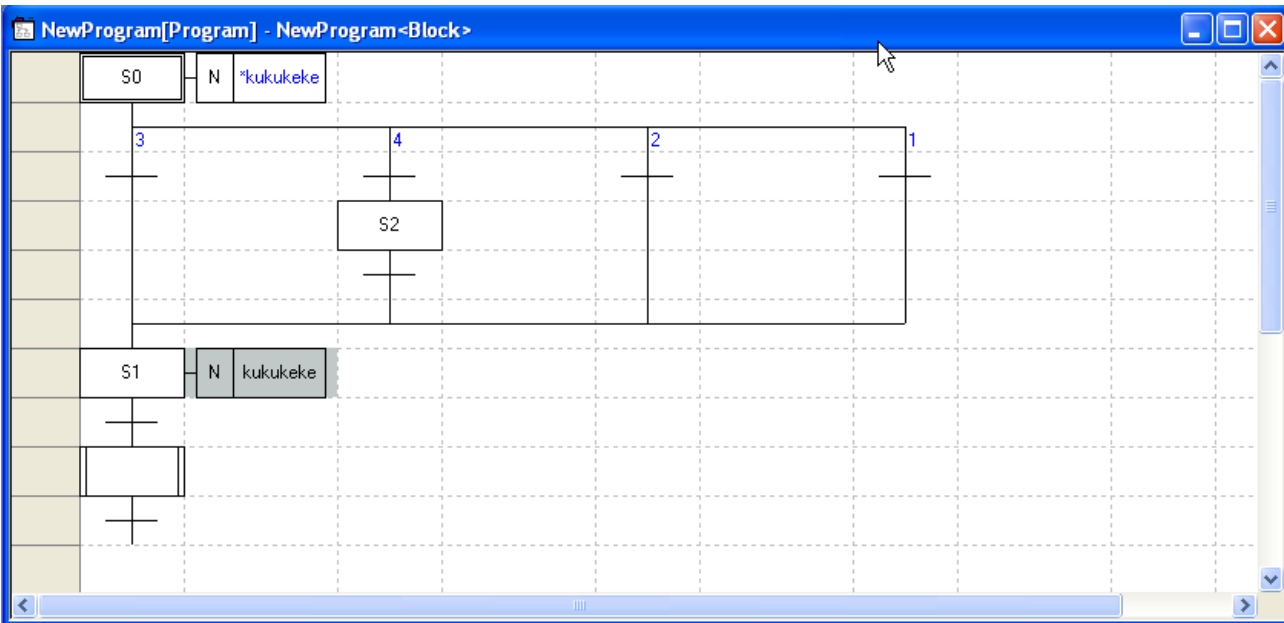 NewProgram[Program] - NewProgram<Block>
S0 N *kukukeke
3 4 2 1
S2
S1 N kukukeke